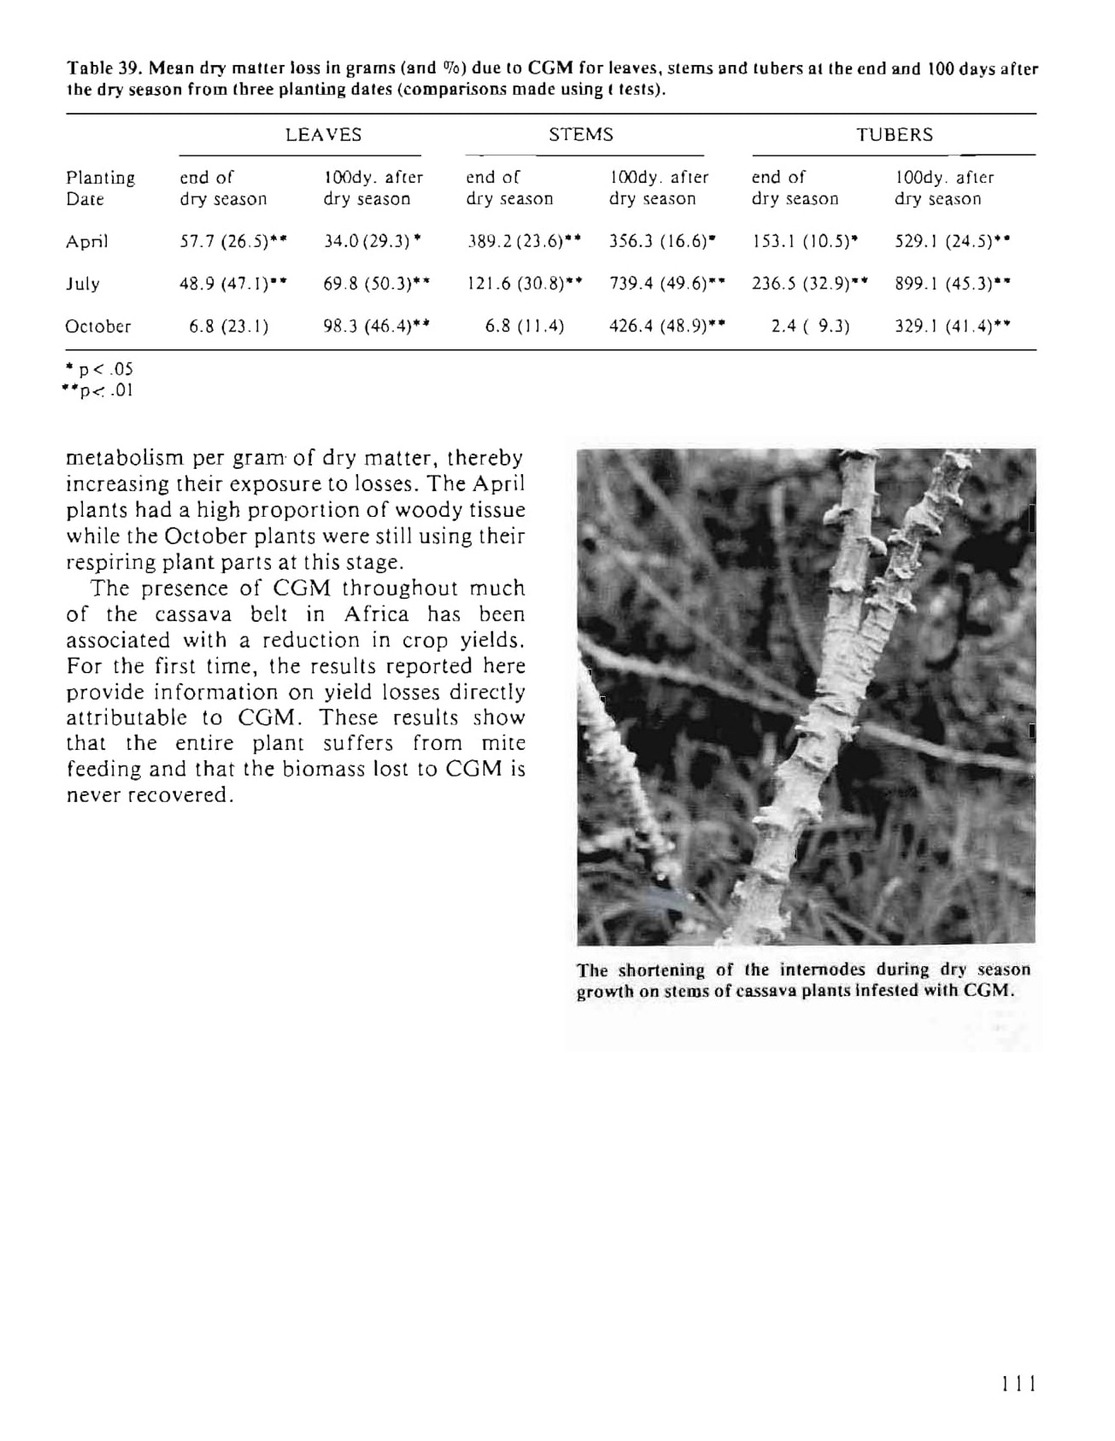 Table 39. Mean dry matter loss in grams (and %) due to CGM for leaves, stems and tubers at the end and 100 days after
the dry season from three planting dates (comparisons made using t tests).
LEAVES STEMS TUBERS
Planting end of 100dy. after end of 100dy. after end of 100dy. after
Date dry season dry season dry season dry season dry season dry season
April 57.7 (26.5)** 34.0 (29.3) * 389.2 (23.6)** 356.3 (16.6)* 153.1 (10.5)* 529.1 (24.5)**
July 48.9 (47.1)** 69.8 (50.3)** 121.6 (30.8)** 739.4 (49.6)** 236.5 (32.9)** 899.1 (45.3)**
October 6.8 (23.1) 98.3 (46.4)** 6.8 (11.4) 426.4 (48.9)** 2.4 ( 9.3) 329.1 (41.4)**
* p < .05
**p < .01
metabolism per gram of dry matter, thereby
increasing their exposure to losses. The April
plants had a high proportion of woody tissue
while the October plants were still using their
respiring plant parts at this stage.
The presence of CGM throughout much
of the cassava belt in Africa has been
associated with a reduction in crop yields.
For the first time, the results reported here
provide information on yield losses directly
attributable to CGM. These results show
that the entire plant suffers from mite
feeding and that the biomass lost to CGM is
never recovered.
The shortening of the internodes during dry season
growth on stems of cassava plants infested with CGM.
111